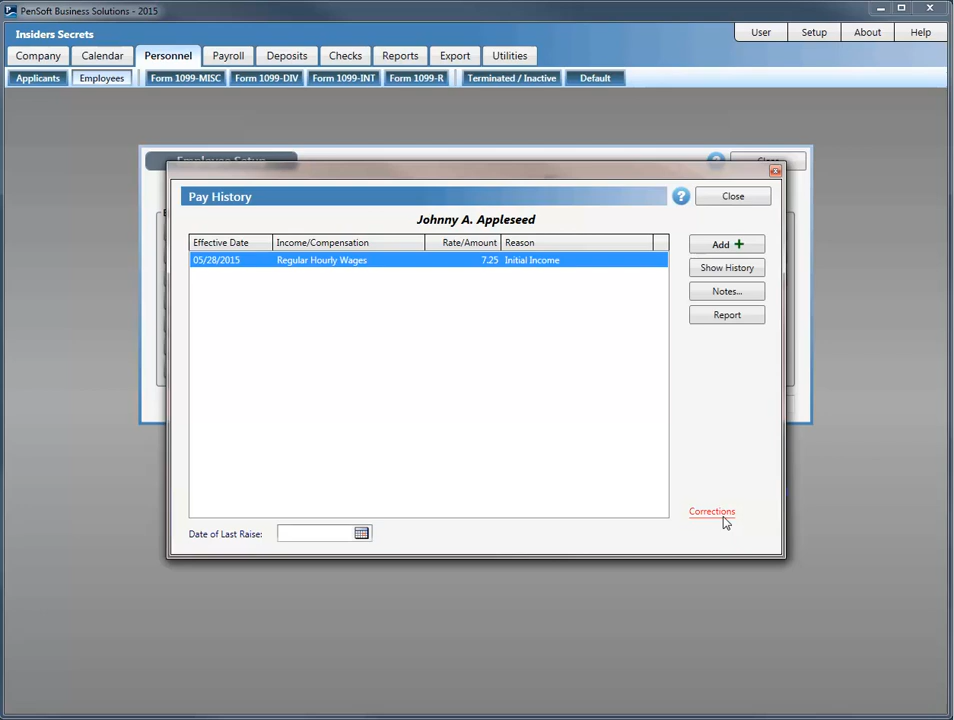 PenSoft Business Solutions - 2015
Insiders Secrets
User Setup About Help
Company Calendar Personnel Payroll Deposits Checks Reports Export Utilities
Applicants Employees Form 1099-MISC Form 1099-DIV Form 1099-INT Form 1099-R Terminated / Inactive Default
Employee Setup ? Close
Pay History ? Close
Johnny A. Appleseed
Effective Date Income/Compensation Rate/Amount Reason
05/28/2015 Regular Hourly Wages 7.25 Initial Income
Add
Show History
Notes...
Report
Corrections
Date of Last Raise: